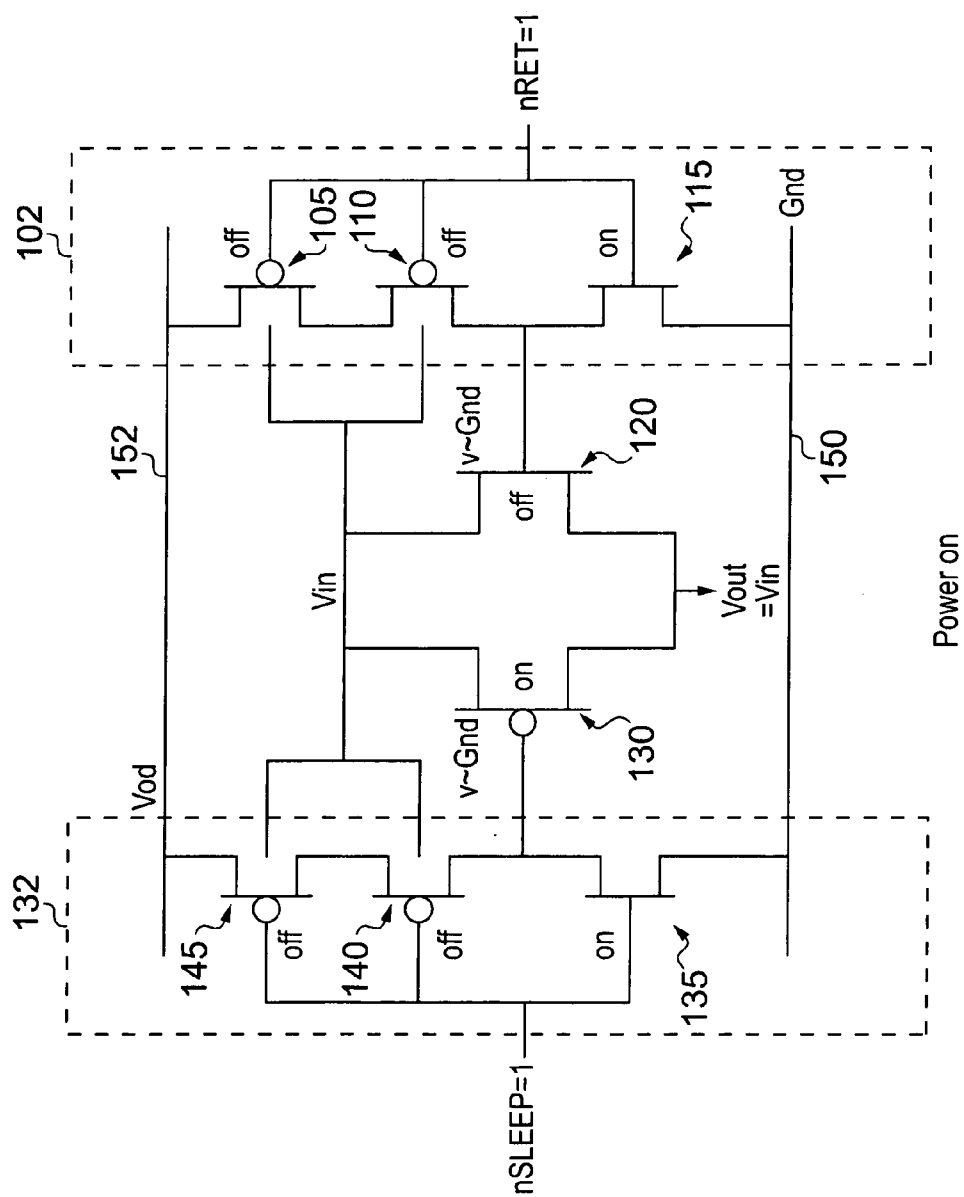 102
132
152
Vod
105
off
145
off
110
off
140
off
Vin
nRET=1
nSLEEP=1
v~Gnd
v~Gnd
on
off
120
130
on
115
on
135
Vout
=Vin
Gnd
150
Power on